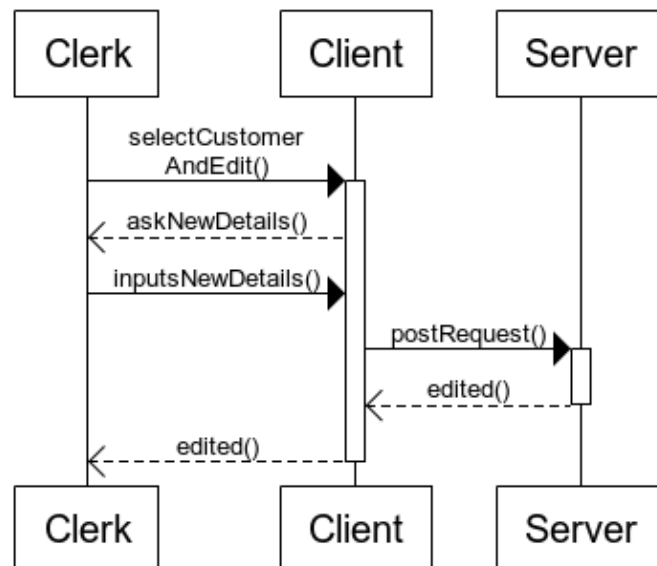 Clerk
Client
Server
selectCustomer
AndEdit()
askNewDetails()
inputsNewDetails()
postRequest()
edited()
edited()
Clerk
Client
Server